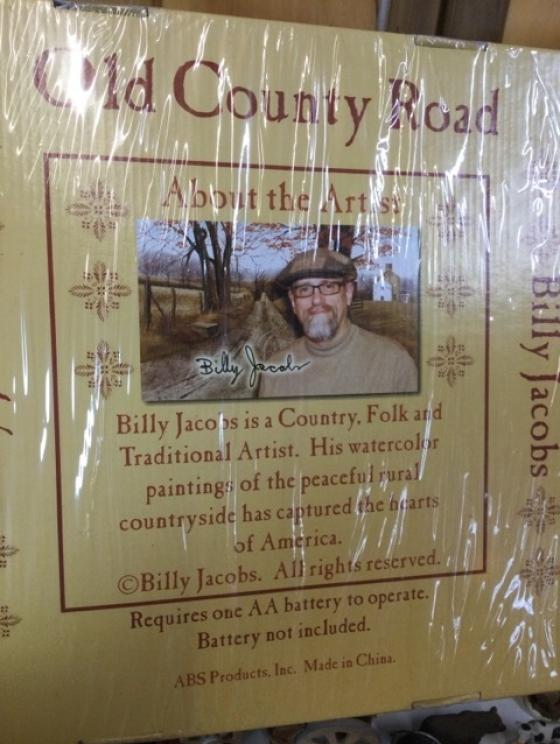 Old County Road
About the Artist
Billy Jacobs
Billy Jacobs is a Country, Folk and
Traditional Artist. His watercolor
paintings of the peaceful rural
countryside has captured the hearts
of America.
©Billy Jacobs. All rights reserved.
Requires one AA battery to operate.
Battery not included.
ABS Products, Inc. Made in China.
Billy Jacobs